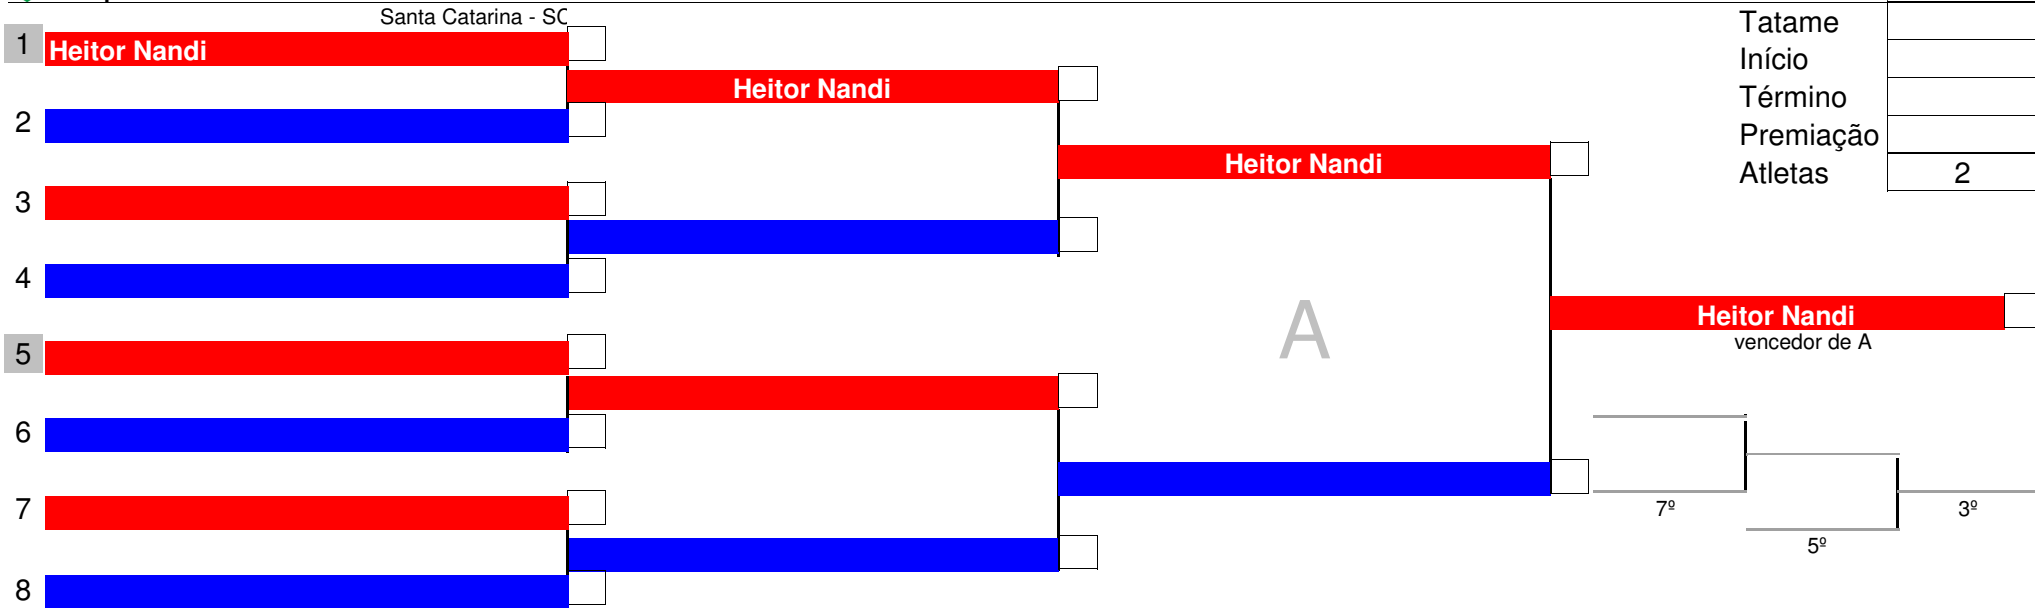 Santa Catarina - SC
Tatame
1 Heitor Nandi
Início
Heitor Nandi
Término
2
Premiação
Heitor Nandi
Atletas 2
3
4
A
Heitor Nandi
vencedor de A
5
6
7
7º
3º
5º
8